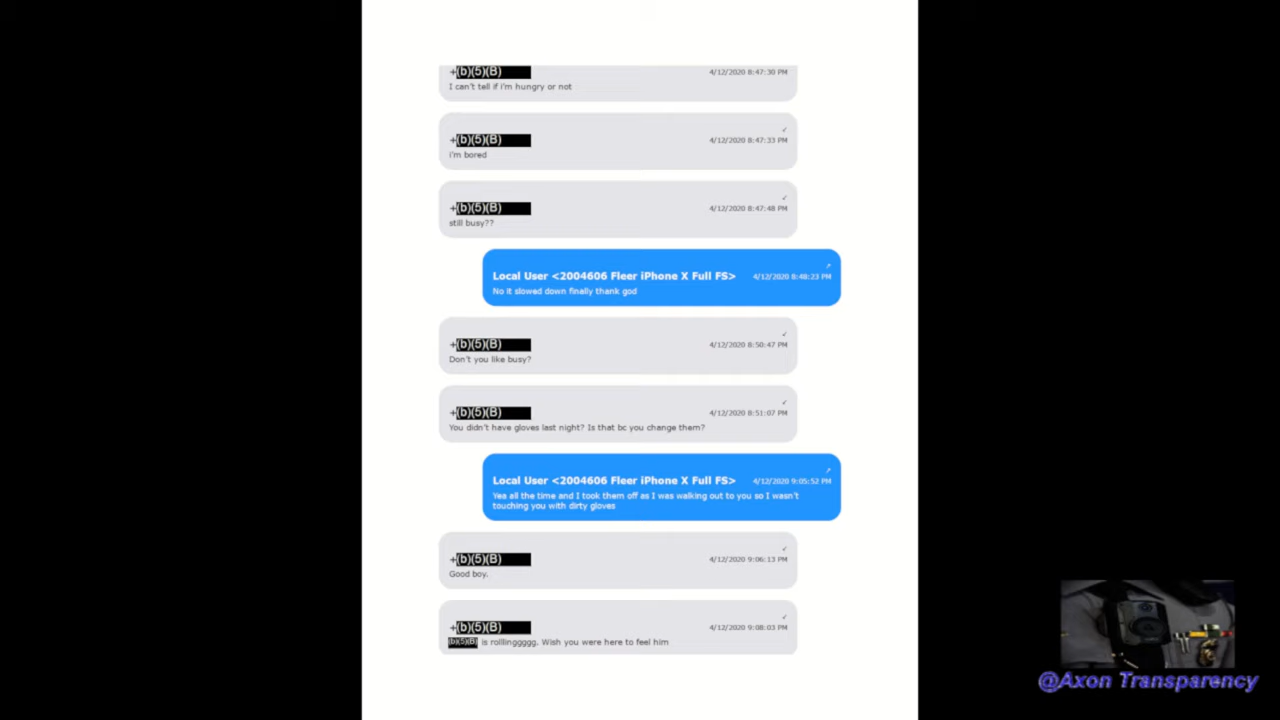 +(b)(5)(B) 4/12/2020 8:47:30 PM
I can't tell if i'm hungry or not
+(b)(5)(B) 4/12/2020 8:47:33 PM
i'm bored
+(b)(5)(B) 4/12/2020 8:47:48 PM
still busy??
Local User <2004606 Fleer iPhone X Full FS> 4/12/2020 8:48:23 PM
No it slowed down finally thank god
+(b)(5)(B) 4/12/2020 8:50:47 PM
Don't you like busy?
+(b)(5)(B) 4/12/2020 8:51:07 PM
You didn't have gloves last night? Is that bc you change them?
Local User <2004606 Fleer iPhone X Full FS> 4/12/2020 9:05:52 PM
Yea all the time and I took them off as I was walking out to you so I wasn't
touching you with dirty gloves
+(b)(5)(B) 4/12/2020 9:06:13 PM
Good boy.
+(b)(5)(B) 4/12/2020 9:08:03 PM
(b)(5)(B) is rolllinggggg. Wish you were here to feel him
@Axon Transparency